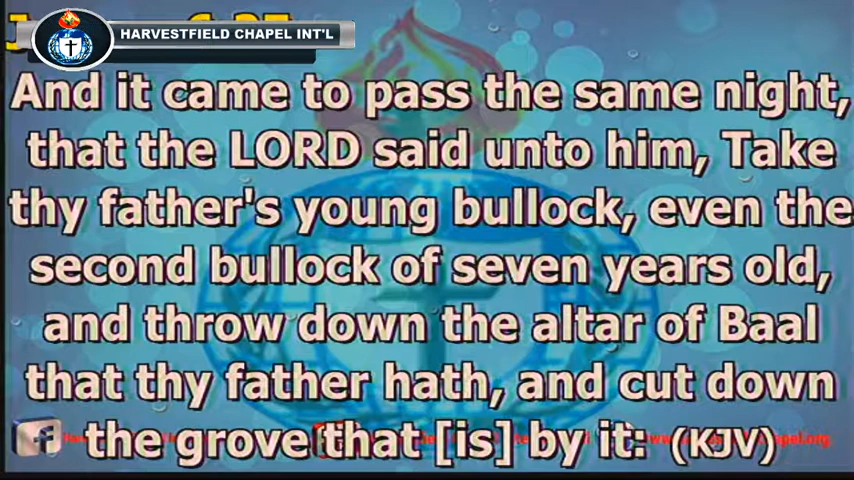 HARVESTFIELD CHAPEL INT'L
And it came to pass the same night,
that the LORD said unto him, Take
thy father's young bullock, even the
second bullock of seven years old,
and throw down the altar of Baal
that thy father hath, and cut down
the grove that [is] by it: (KJV)